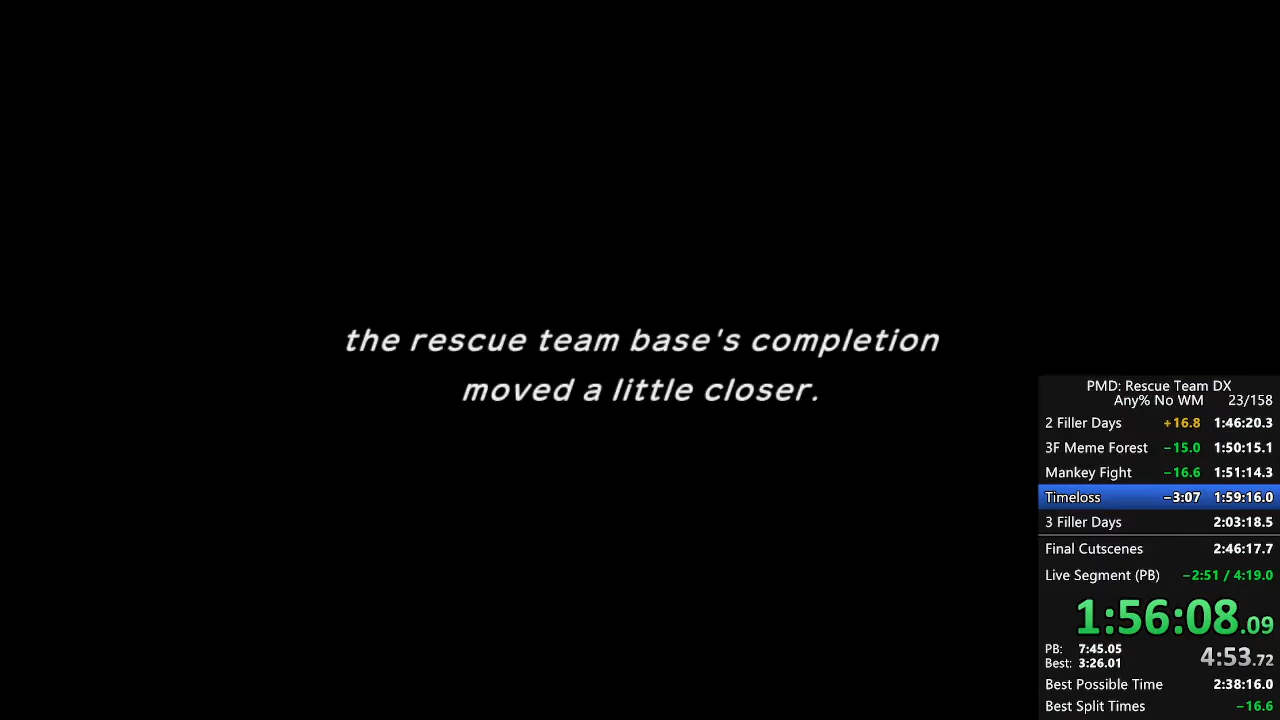 the rescue team base's completion
moved a little closer.
PMD: Rescue Team DX
Any% No WM 23/158
2 Filler Days +16.8 1:46:20.3
3F Meme Forest −15.0 1:50:15.1
Mankey Fight −16.6 1:51:14.3
Timeloss −3:07 1:59:16.0
3 Filler Days 2:03:18.5
Final Cutscenes 2:46:17.7
Live Segment (PB) −2:51 / 4:19.0
1:56:08.09
PB: 7:45.05
Best: 3:26.01
4:53.72
Best Possible Time 2:38:16.0
Best Split Times −16.6